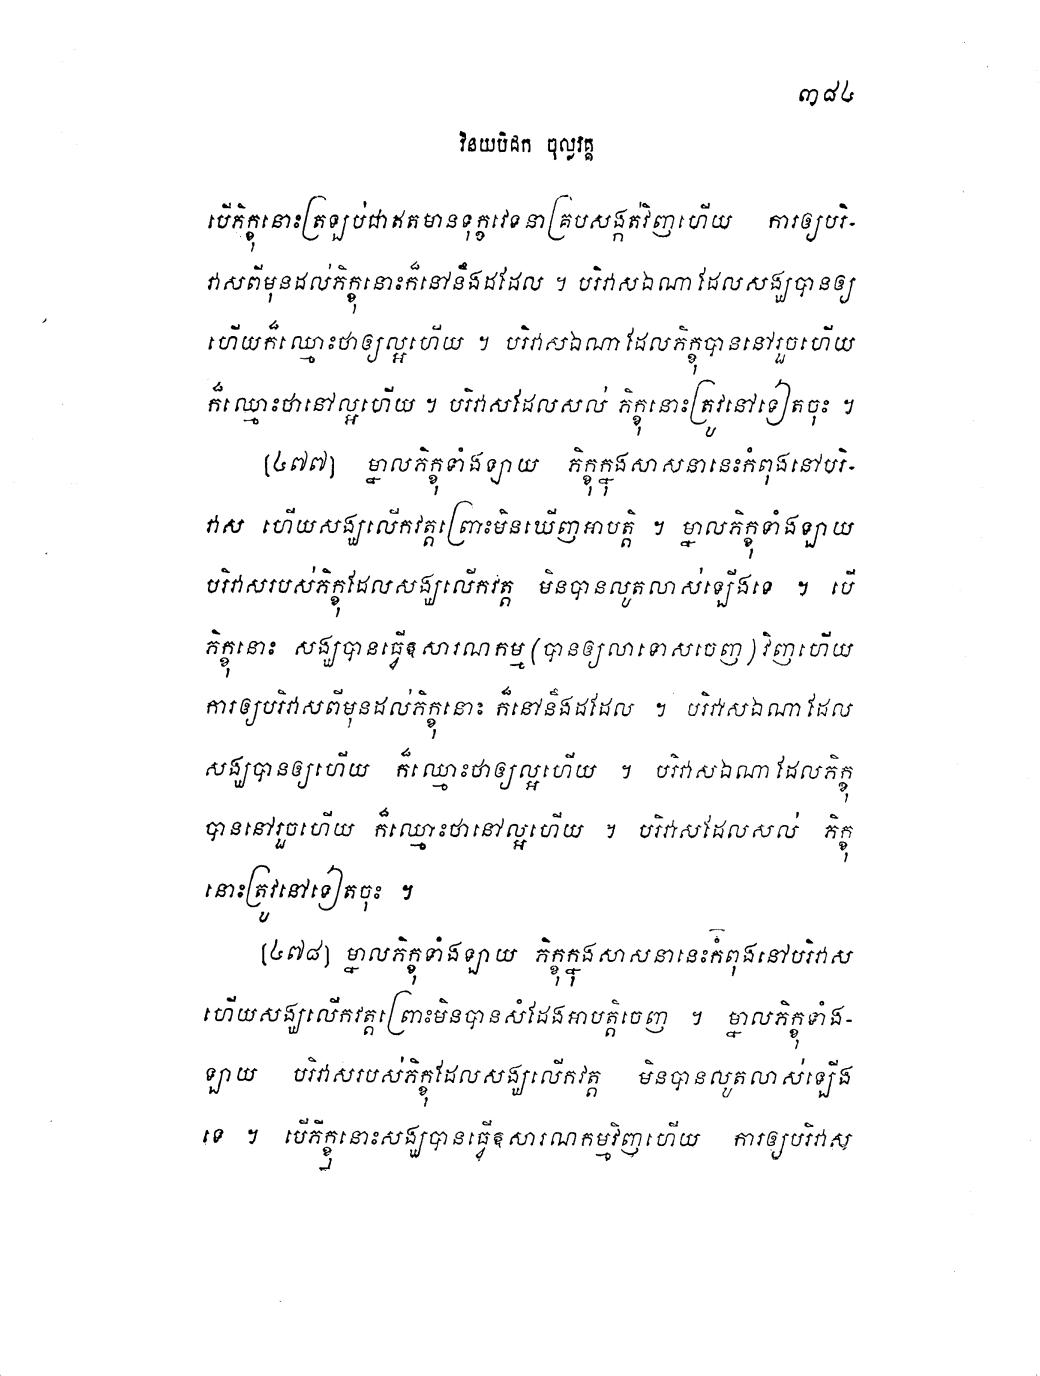 ៣៨៤
វិនយបិដក ចុល្លវគ្គ
បើភិក្ខុនោះត្រឡប់ជាឥតមានទុក្ខវេទនាគ្របសង្កត់វិញហើយ ការឲ្យបរិ-
វាសពីមុនដល់ភិក្ខុនោះក៏នៅនឹងដដែល ។ បរិវាសឯណាដែលសង្ឃបានឲ្យ
ហើយក៏ឈ្មោះថាឲ្យល្អហើយ ។ បរិវាសឯណាដែលភិក្ខុបាននៅរួចហើយ
ក៏ឈ្មោះថានៅល្អហើយ ។ បរិវាសដែលសល់ ភិក្ខុនោះត្រូវនៅទៀតចុះ ។
[៤៧៧] ម្នាលភិក្ខុទាំងឡាយ ភិក្ខុក្នុងសាសនានេះកំពុងនៅបរិ-
វាស ហើយសង្ឃលើកវត្តព្រោះមិនឃើញអាបត្តិ ។ ម្នាលភិក្ខុទាំងឡាយ
បរិវាសរបស់ភិក្ខុដែលសង្ឃលើកវត្ត មិនបានលូតលាស់ឡើងទេ ។ បើ
ភិក្ខុនោះ សង្ឃបានធ្វើឧសារណកម្ម (បានឲ្យលាទោសចេញ) វិញហើយ
ការឲ្យបរិវាសពីមុនដល់ភិក្ខុនោះ ក៏នៅនឹងដដែល ។ បរិវាសឯណាដែល
សង្ឃបានឲ្យហើយ ក៏ឈ្មោះថាឲ្យល្អហើយ ។ បរិវាសឯណាដែលភិក្ខុ
បាននៅរួចហើយ ក៏ឈ្មោះថានៅល្អហើយ ។ បរិវាសដែលសល់ ភិក្ខុ
នោះត្រូវនៅទៀតចុះ ។
[៤៧៨] ម្នាលភិក្ខុទាំងឡាយ ភិក្ខុក្នុងសាសនានេះកំពុងនៅបរិវាស
ហើយសង្ឃលើកវត្តព្រោះមិនបានសំដែងអាបត្តិចេញ ។ ម្នាលភិក្ខុទាំង-
ឡាយ បរិវាសរបស់ភិក្ខុដែលសង្ឃលើកវត្ត មិនបានលូតលាស់ឡើង
ទេ ។ បើភិក្ខុនោះសង្ឃបានធ្វើឧសារណកម្មវិញហើយ ការឲ្យបរិវាស